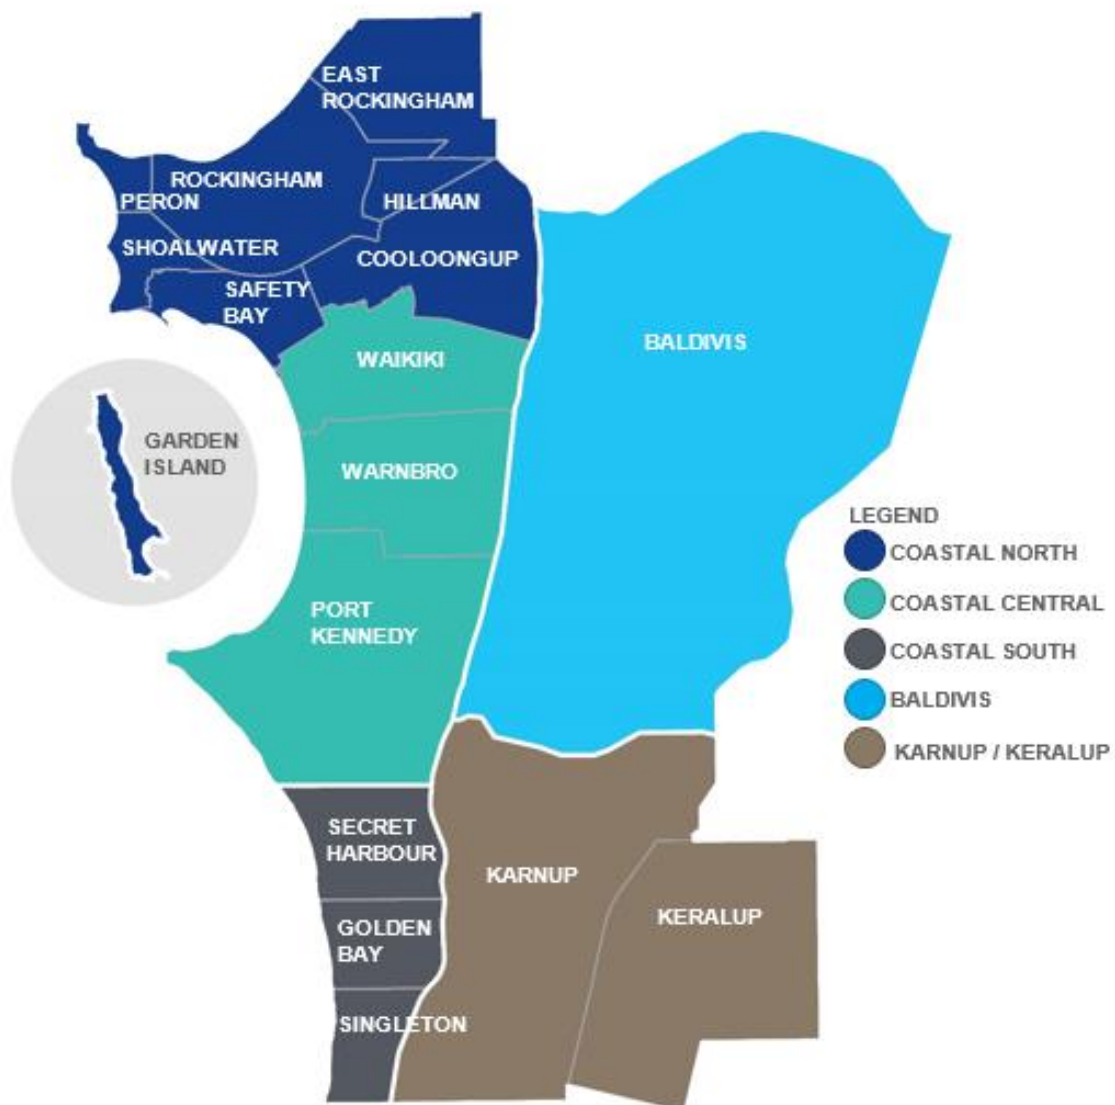 EAST
ROCKINGHAM
ROCKINGHAM
PERON
HILLMAN
SHOALWATER
COOLOONGUP
SAFETY
BAY
WAIKIKI
BALDIVIS
GARDEN
ISLAND
WARNBRO
PORT
KENNEDY
LEGEND
COASTAL NORTH
COASTAL CENTRAL
COASTAL SOUTH
BALDIVIS
KARNUP / KERALUP
SECRET
HARBOUR
KARNUP
KERALUP
GOLDEN
BAY
SINGLETON